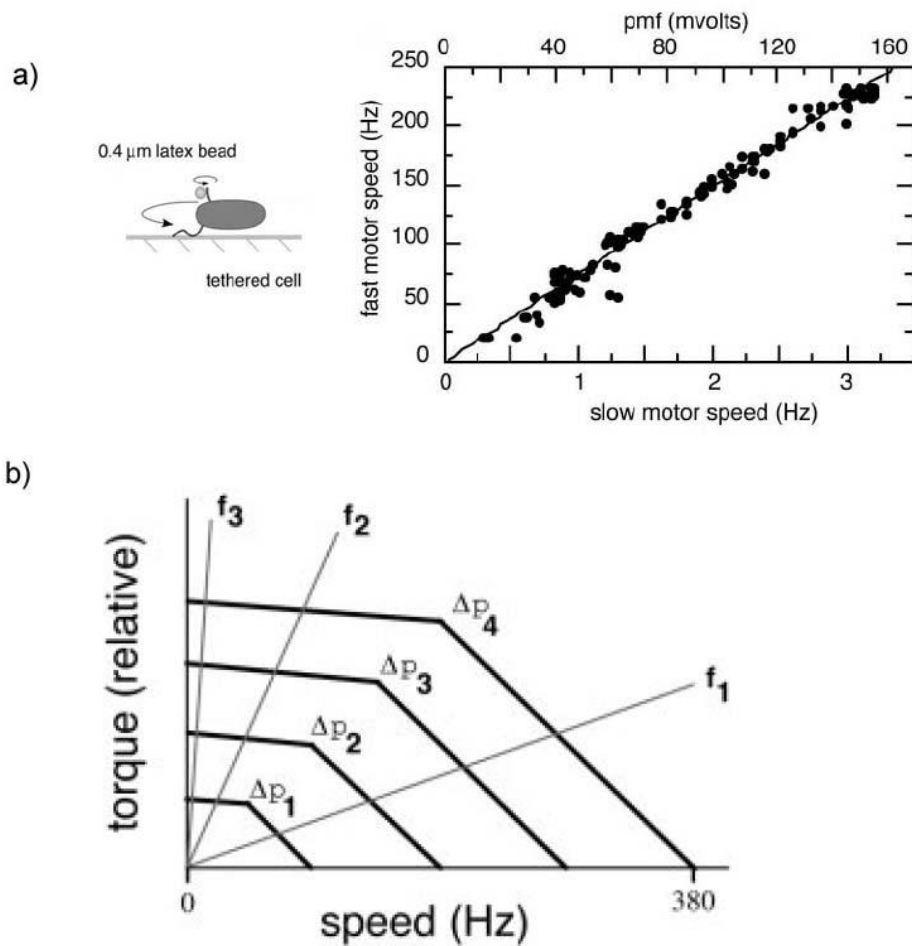 a)
0.4 μm latex bead
tethered cell
pmf (mvolts)
0 40 80 120 160
fast motor speed (Hz)
250
200
150
100
50
0
0 1 2 3
slow motor speed (Hz)
b)
torque (relative)
f3
f2
f1
Δp4
Δp3
Δp2
Δp1
0
380
speed (Hz)